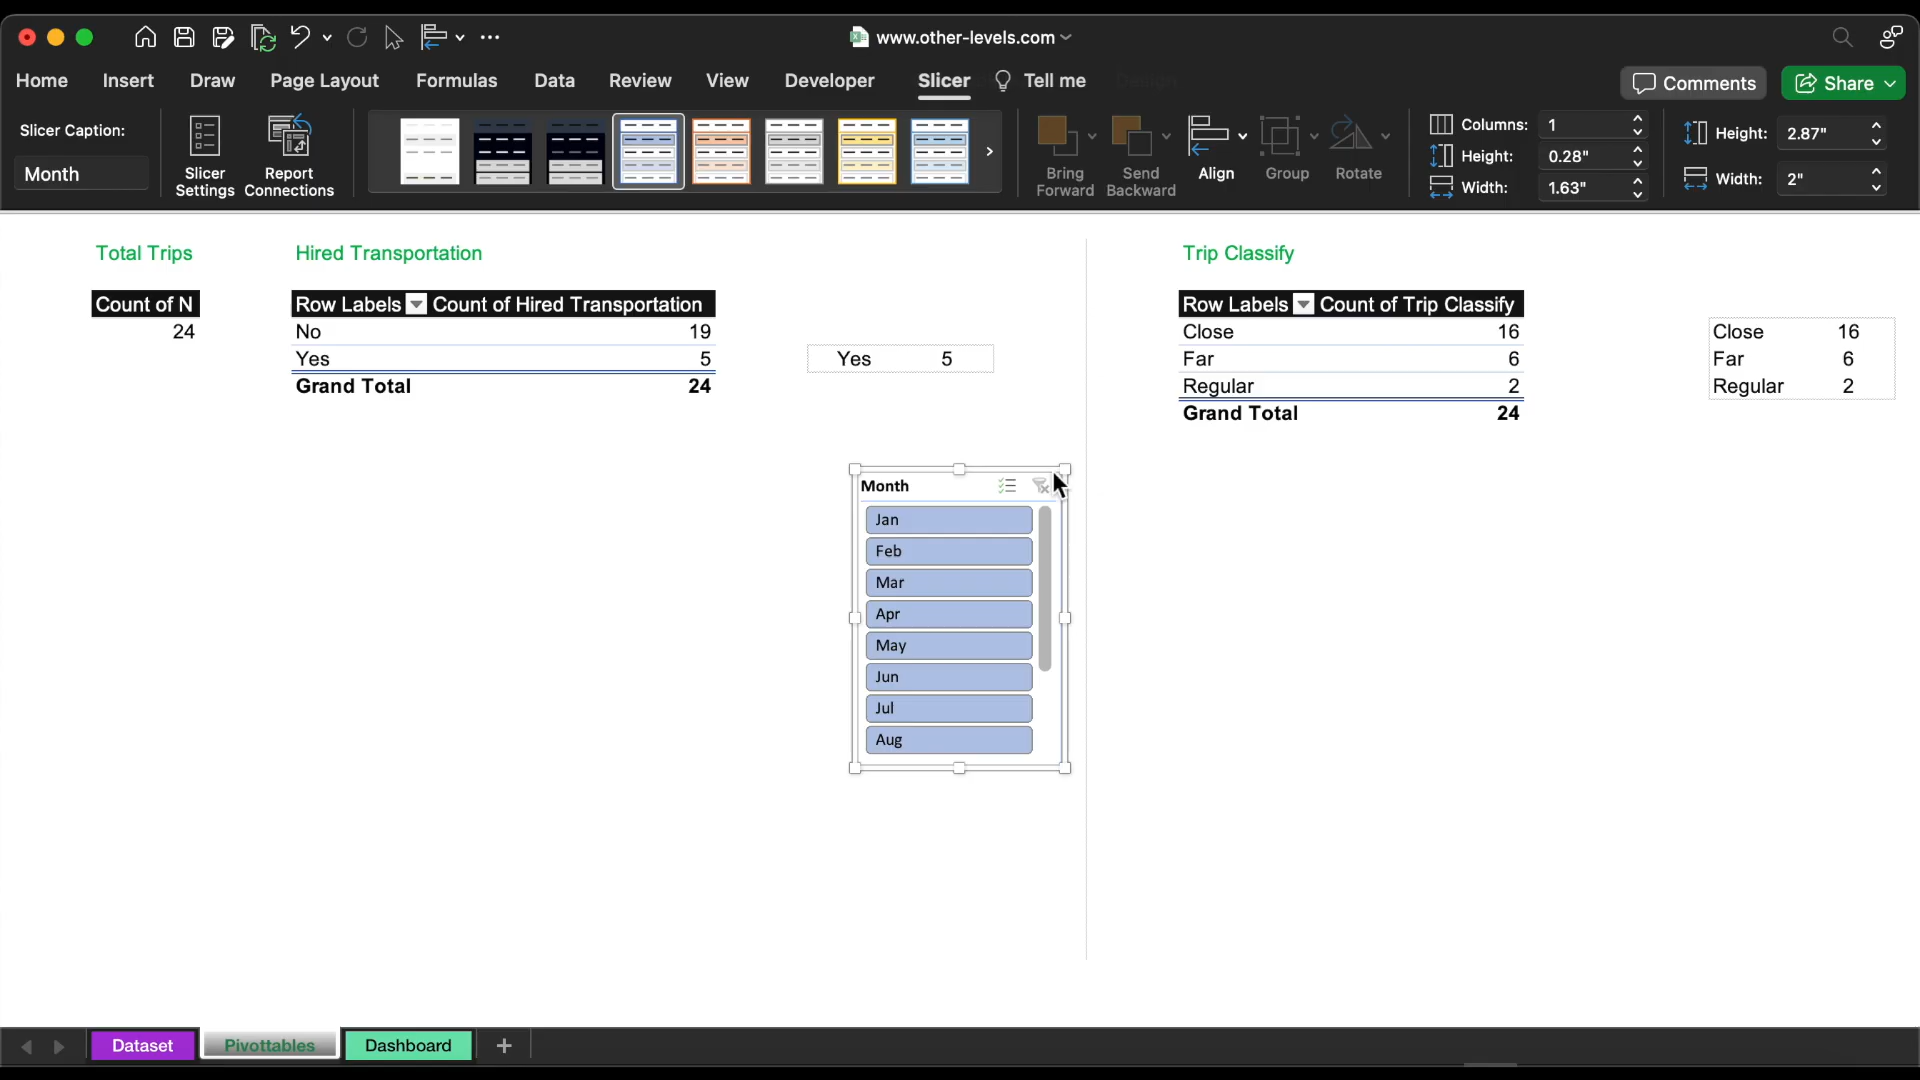 www.other-levels.com
Home Insert Draw Page Layout Formulas Data Review View Developer Slicer Tell me Comments Share
Slicer Caption:
Month
Slicer Settings
Report Connections
Bring Forward
Send Backward
Align
Group
Rotate
Columns: 1
Height: 0.28"
Width: 1.63"
Height: 2.87"
Width: 2"
Total Trips
Count of N
24
Hired Transportation
Row Labels Count of Hired Transportation
No 19
Yes 5
Grand Total 24
Yes 5
Trip Classify
Row Labels Count of Trip Classify
Close 16
Far 6
Regular 2
Grand Total 24
Close 16
Far 6
Regular 2
Month
Jan
Feb
Mar
Apr
May
Jun
Jul
Aug
Dataset Pivottables Dashboard